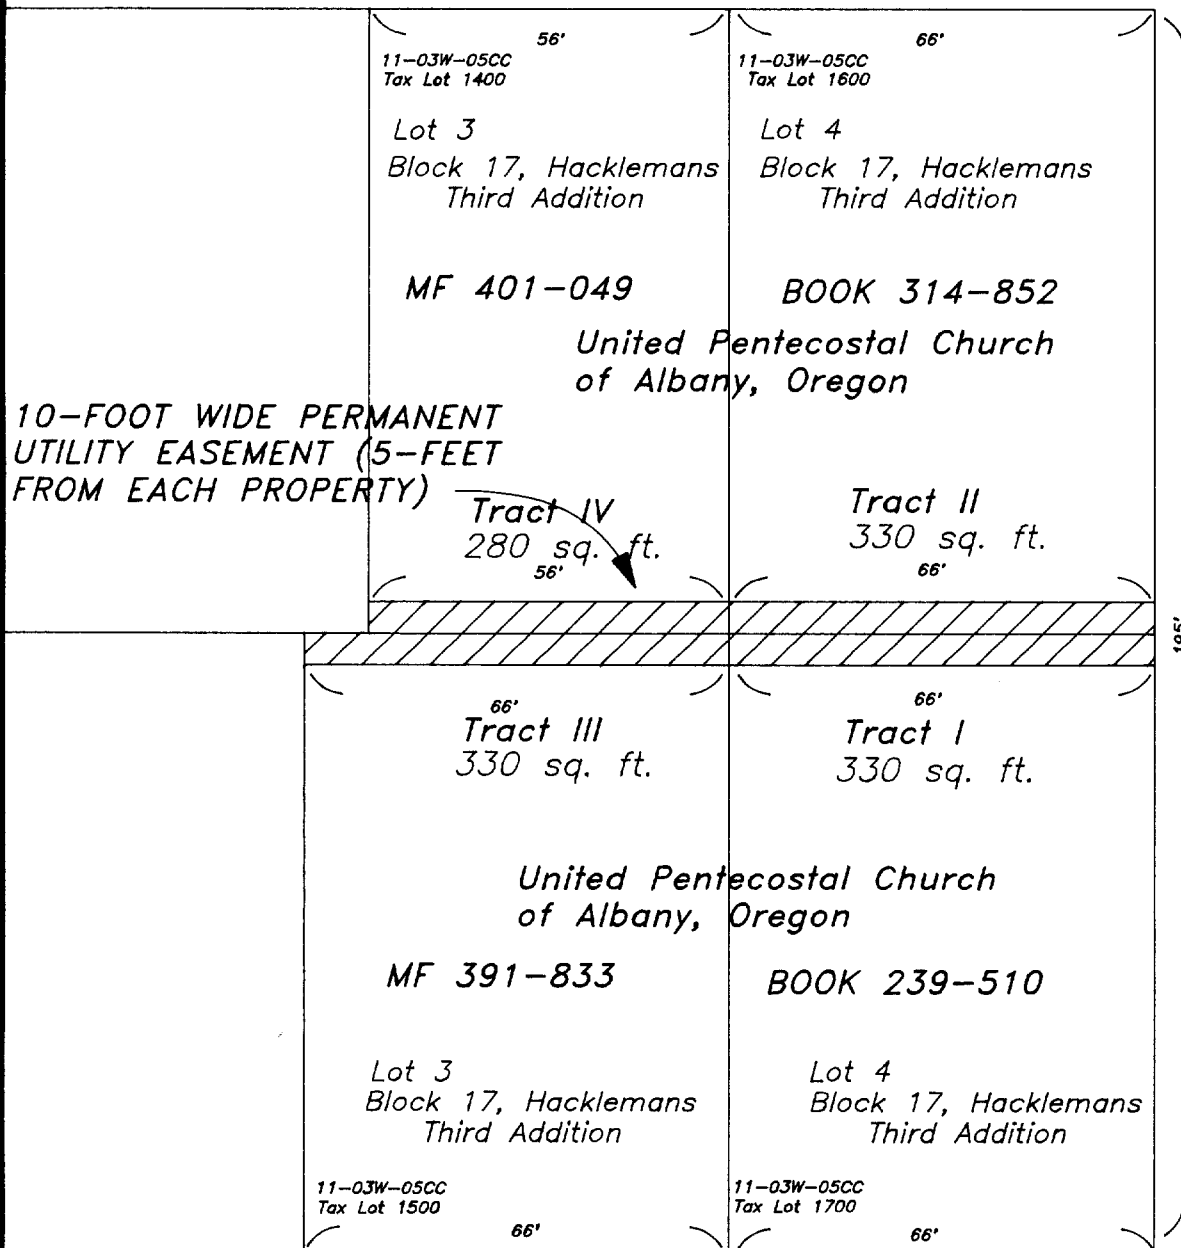 56'
66'
11-03W-05CC
Tax Lot 1400
11-03W-05CC
Tax Lot 1600
Lot 3
Block 17, Hacklemans
Third Addition
Lot 4
Block 17, Hacklemans
Third Addition
MF 401-049
BOOK 314-852
United Pentecostal Church
of Albany, Oregon
10-FOOT WIDE PERMANENT
UTILITY EASEMENT (5-FEET
FROM EACH PROPERTY)
Tract IV
280 sq. ft.
56'
Tract II
330 sq. ft.
66'
66'
Tract III
330 sq. ft.
66'
Tract I
330 sq. ft.
United Pentecostal Church
of Albany, Oregon
MF 391-833
BOOK 239-510
Lot 3
Block 17, Hacklemans
Third Addition
Lot 4
Block 17, Hacklemans
Third Addition
11-03W-05CC
Tax Lot 1500
11-03W-05CC
Tax Lot 1700
66'
66'